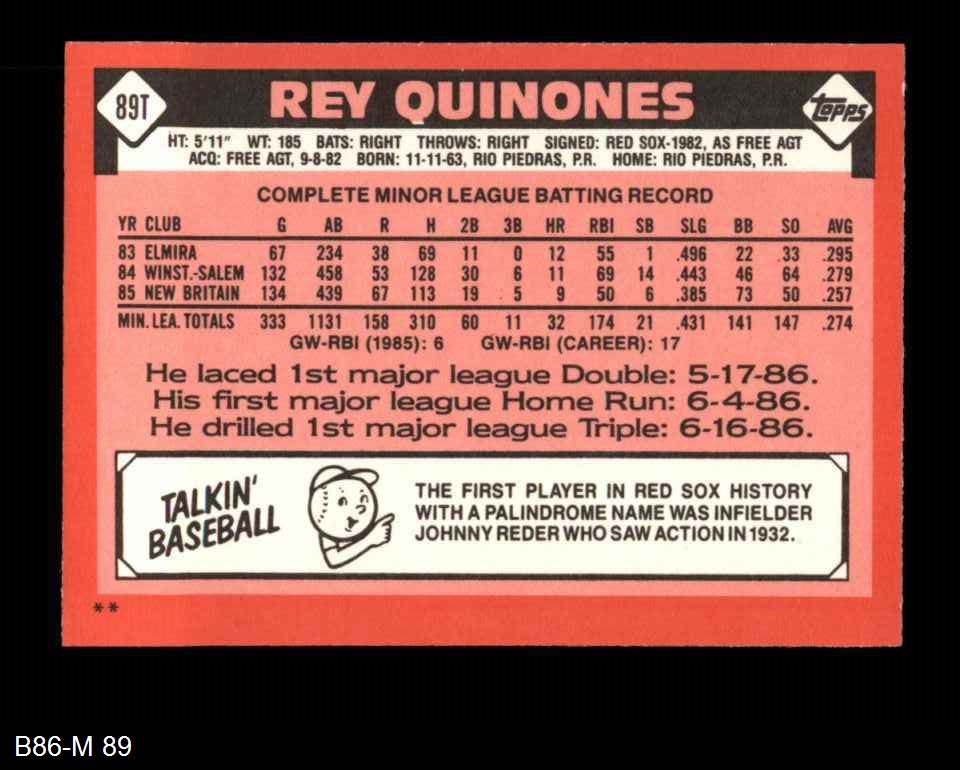 89T
REY QUINONES
Topps
HT: 5'11" WT: 185 BATS: RIGHT THROWS: RIGHT SIGNED: RED SOX-1982, AS FREE AGT
ACQ: FREE AGT, 9-8-82 BORN: 11-11-63, RIO PIEDRAS, P.R. HOME: RIO PIEDRAS, P.R.
COMPLETE MINOR LEAGUE BATTING RECORD
YR CLUB G AB R H 2B 3B HR RBI SB SLG BB SO AVG
83 ELMIRA 67 234 38 69 11 0 12 55 1 .496 22 33 .295
84 WINST.-SALEM 132 458 53 128 30 6 11 69 14 .443 46 64 .279
85 NEW BRITAIN 134 439 67 113 19 5 9 50 6 .385 73 50 .257
MIN. LEA. TOTALS 333 1131 158 310 60 11 32 174 21 .431 141 147 .274
GW-RBI (1985): 6 GW-RBI (CAREER): 17
He laced 1st major league Double: 5-17-86.
His first major league Home Run: 6-4-86.
He drilled 1st major league Triple: 6-16-86.
TALKIN'
BASEBALL
THE FIRST PLAYER IN RED SOX HISTORY
WITH A PALINDROME NAME WAS INFIELDER
JOHNNY REDER WHO SAW ACTION IN 1932.
**
B86-M 89